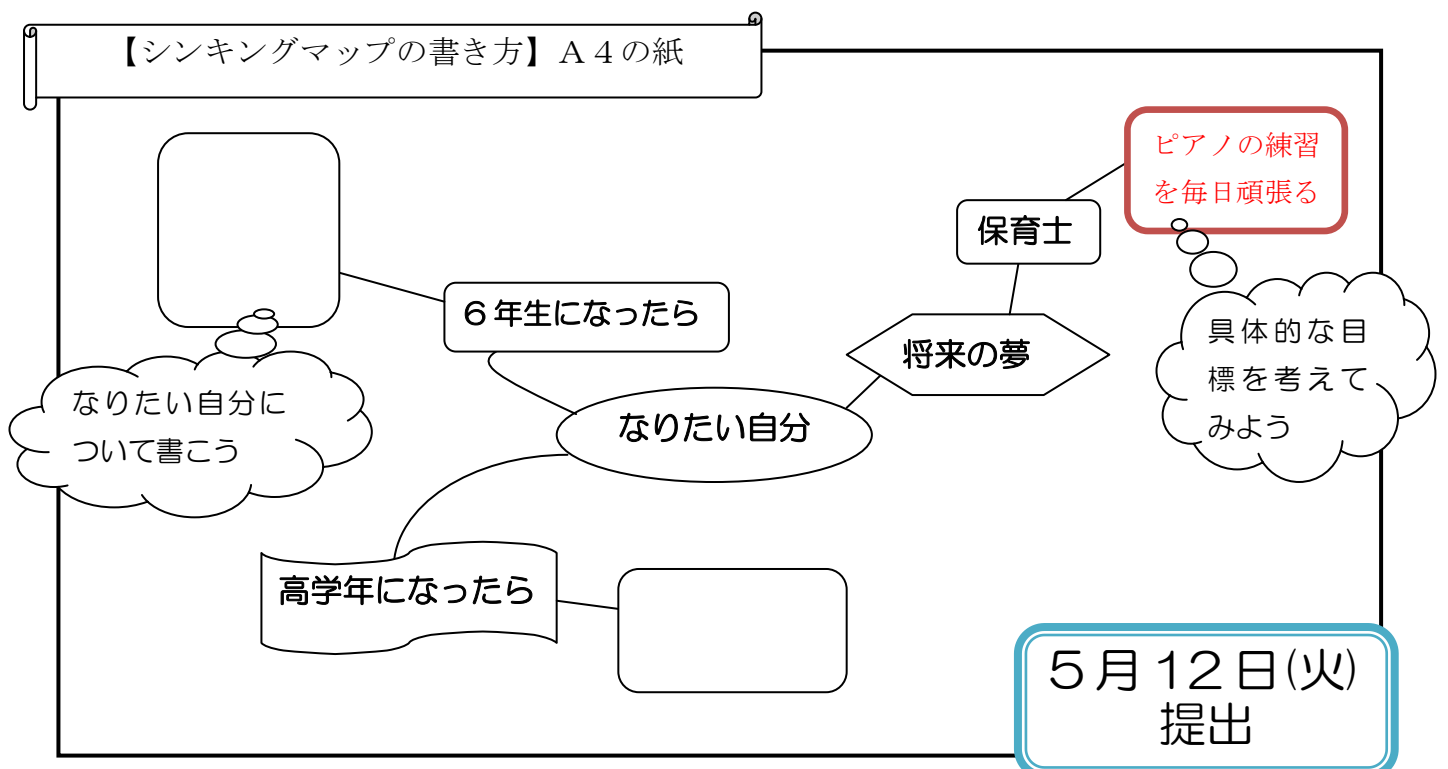 【シンキングマップの書き方】A４の紙
ピアノの練習
を毎日頑張る
保育士
６年生になったら
将来の夢
具体的な目
標を考えて
みよう
なりたい自分に
ついて書こう
なりたい自分
高学年になったら
５月12日(火)
提出